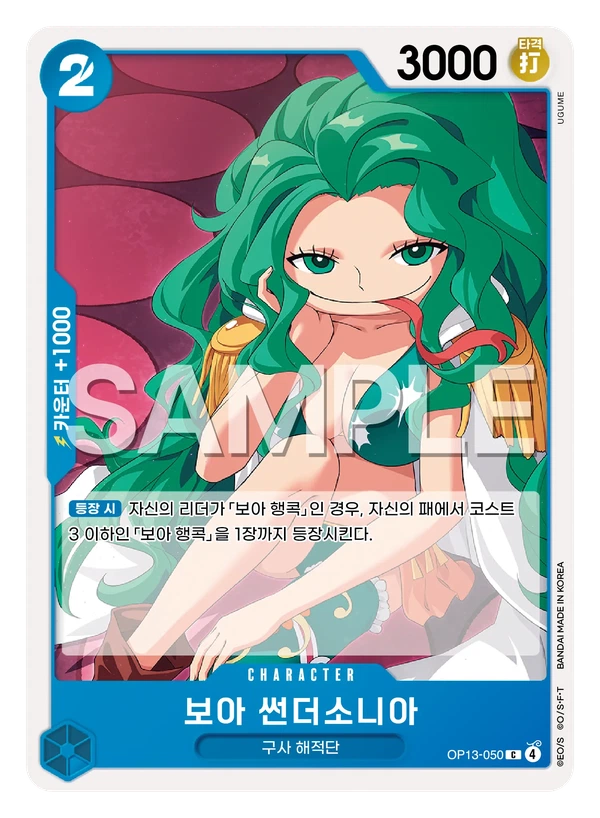 2
3000
타격
打
UGUME
⚡카운터 +1000
SAMPLE
등장 시 자신의 리더가 「보아 행콕」인 경우, 자신의 패에서 코스트
3 이하인 「보아 행콕」을 1장까지 등장시킨다.
CHARACTER
보아 썬더소니아
구사 해적단
OP13-050 C 4
©EO/S ©O/S·F·T BANDAI MADE IN KOREA